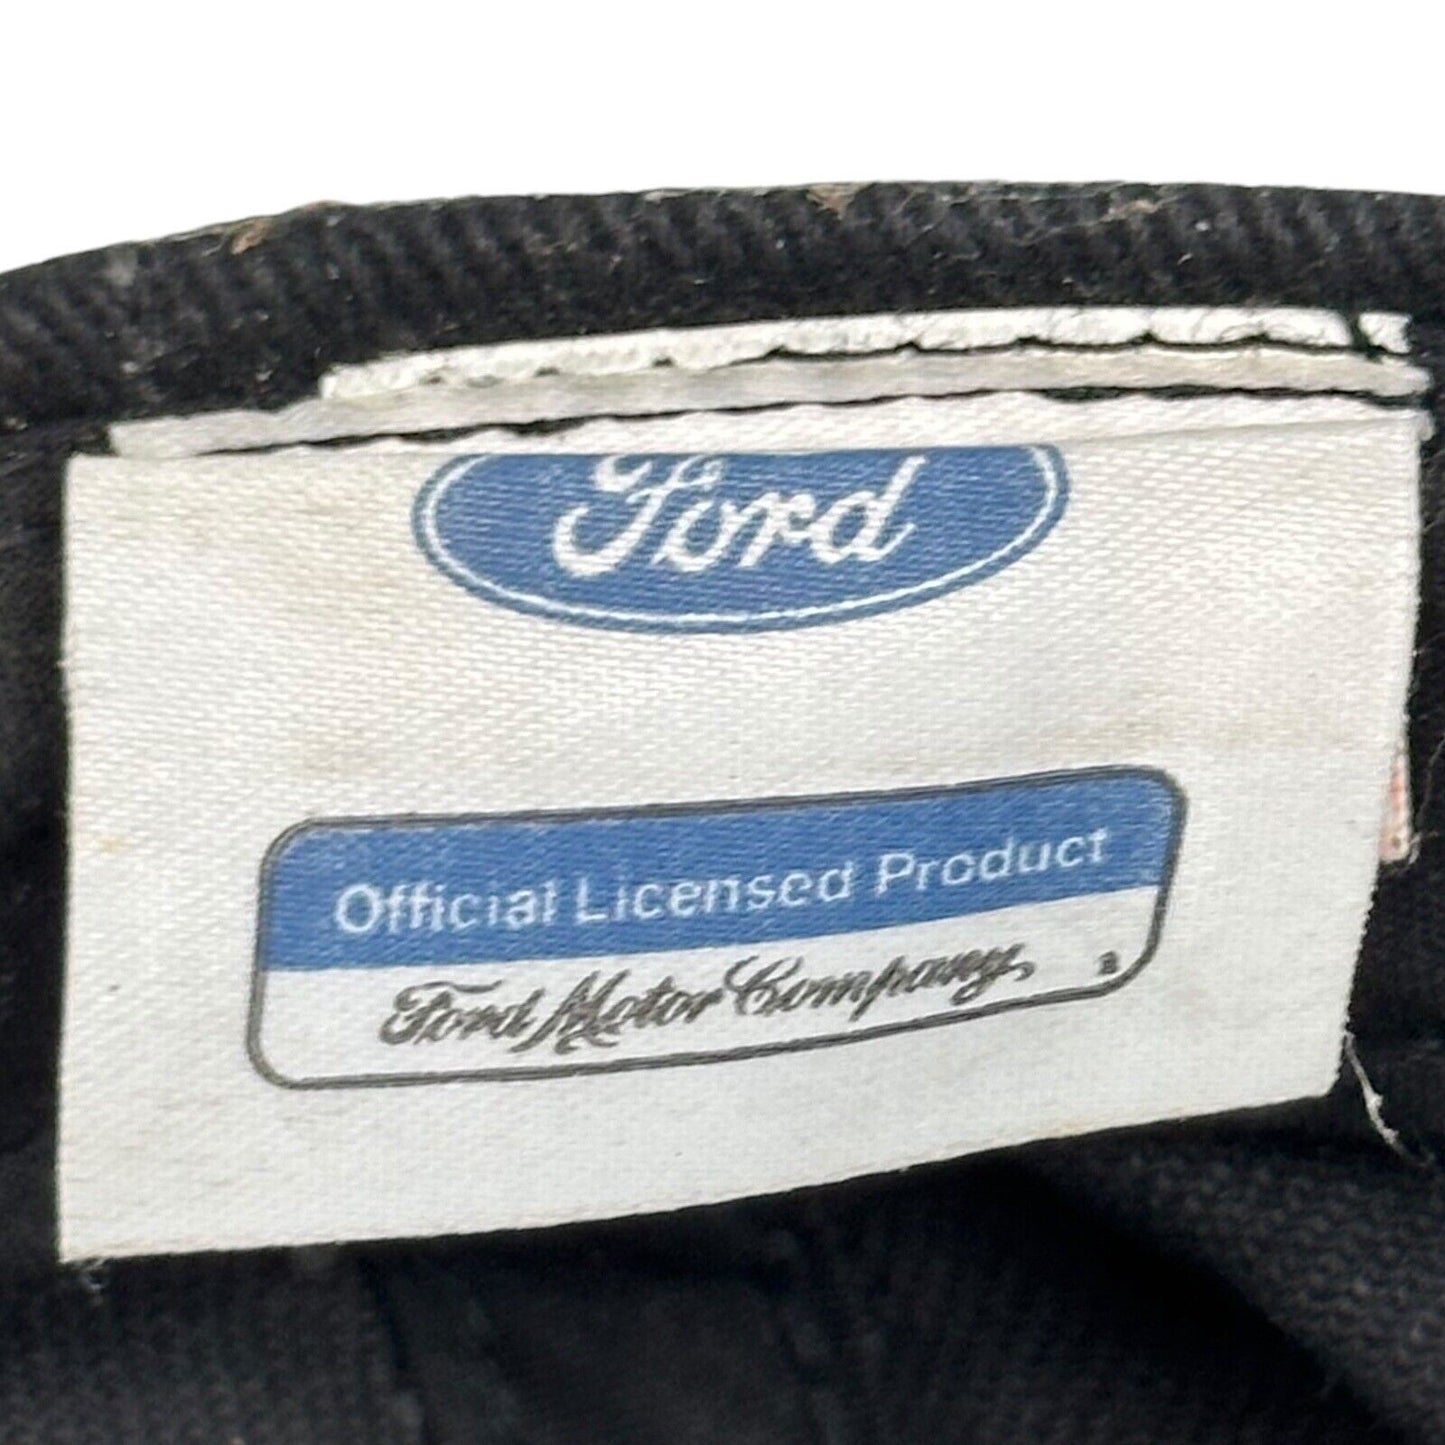 Ford
Official Licensed Product
Ford Motor Company,